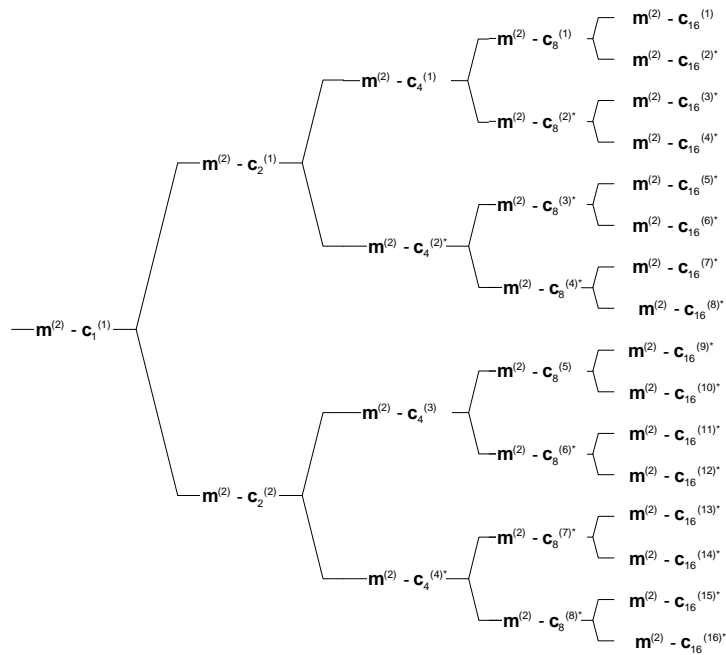 m⁽²⁾ - c₁₆⁽¹⁾
m⁽²⁾ - c₈⁽¹⁾
m⁽²⁾ - c₁₆⁽²⁾*
m⁽²⁾ - c₄⁽¹⁾
m⁽²⁾ - c₁₆⁽³⁾*
m⁽²⁾ - c₈⁽²⁾*
m⁽²⁾ - c₁₆⁽⁴⁾*
m⁽²⁾ - c₂⁽¹⁾
m⁽²⁾ - c₁₆⁽⁵⁾*
m⁽²⁾ - c₈⁽³⁾*
m⁽²⁾ - c₁₆⁽⁶⁾*
m⁽²⁾ - c₄⁽²⁾*
m⁽²⁾ - c₁₆⁽⁷⁾*
m⁽²⁾ - c₈⁽⁴⁾*
m⁽²⁾ - c₁₆⁽⁸⁾*
m⁽²⁾ - c₁⁽¹⁾
m⁽²⁾ - c₁₆⁽⁹⁾*
m⁽²⁾ - c₈⁽⁵⁾
m⁽²⁾ - c₁₆⁽¹⁰⁾*
m⁽²⁾ - c₄⁽³⁾
m⁽²⁾ - c₁₆⁽¹¹⁾*
m⁽²⁾ - c₈⁽⁶⁾*
m⁽²⁾ - c₁₆⁽¹²⁾*
m⁽²⁾ - c₂⁽²⁾
m⁽²⁾ - c₁₆⁽¹³⁾*
m⁽²⁾ - c₈⁽⁷⁾*
m⁽²⁾ - c₁₆⁽¹⁴⁾*
m⁽²⁾ - c₄⁽⁴⁾*
m⁽²⁾ - c₁₆⁽¹⁵⁾*
m⁽²⁾ - c₈⁽⁸⁾*
m⁽²⁾ - c₁₆⁽¹⁶⁾*